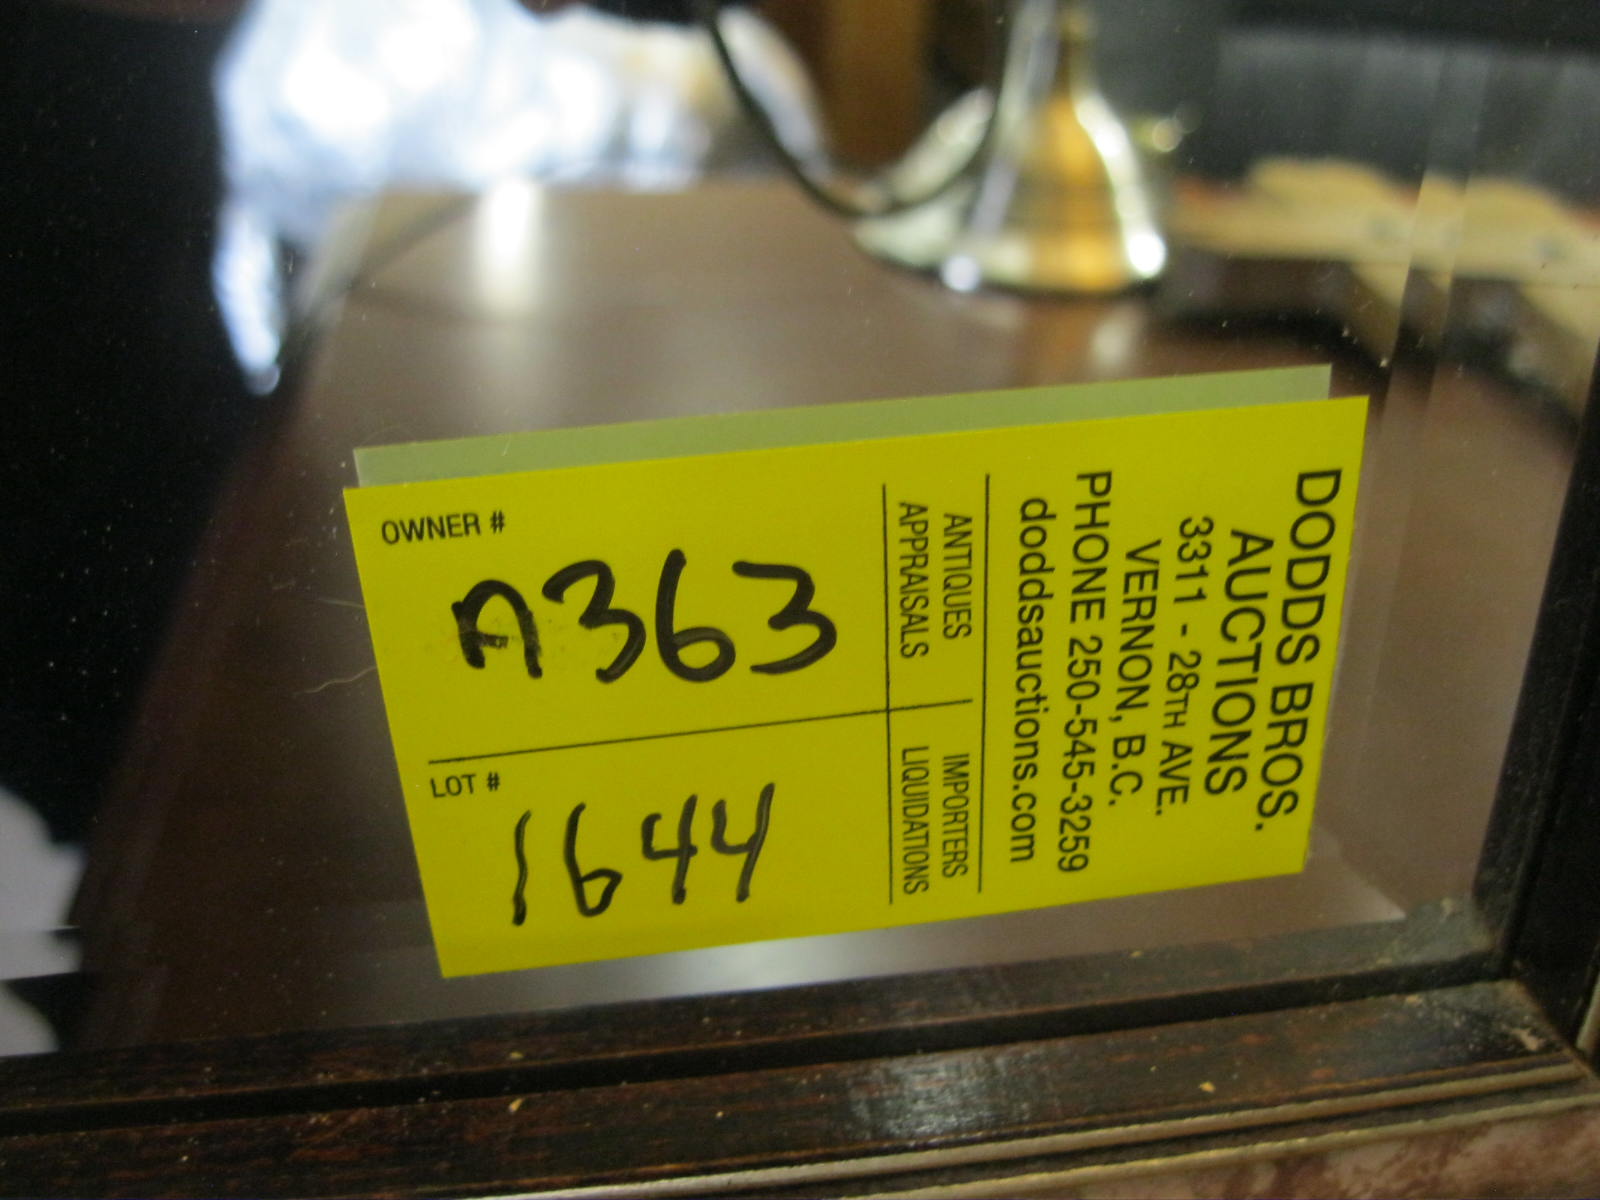 DODDS BROS.
AUCTIONS
3311 - 28TH AVE.
VERNON, B.C.
PHONE 250-545-3259
doddsauctions.com
ANTIQUES IMPORTERS
APPRAISALS LIQUIDATIONS
OWNER #
A363
LOT #
1644